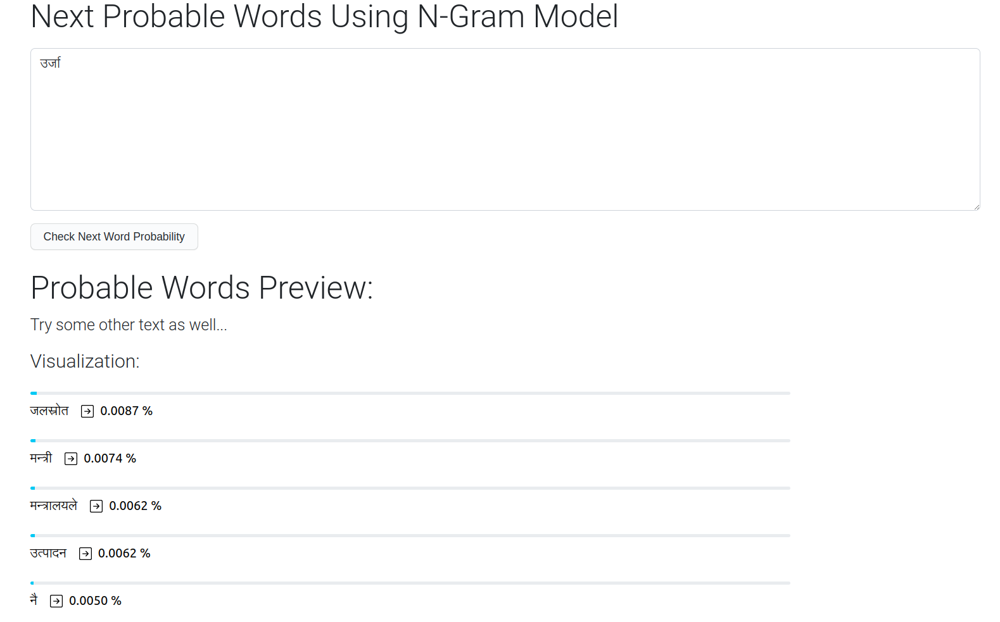 Next Probable Words Using N-Gram Model
उर्जा
Check Next Word Probability
Probable Words Preview:
Try some other text as well...
Visualization:
जलस्रोत 0.0087 %
मन्त्री 0.0074 %
मन्त्रालयले 0.0062 %
उत्पादन 0.0062 %
नै 0.0050 %